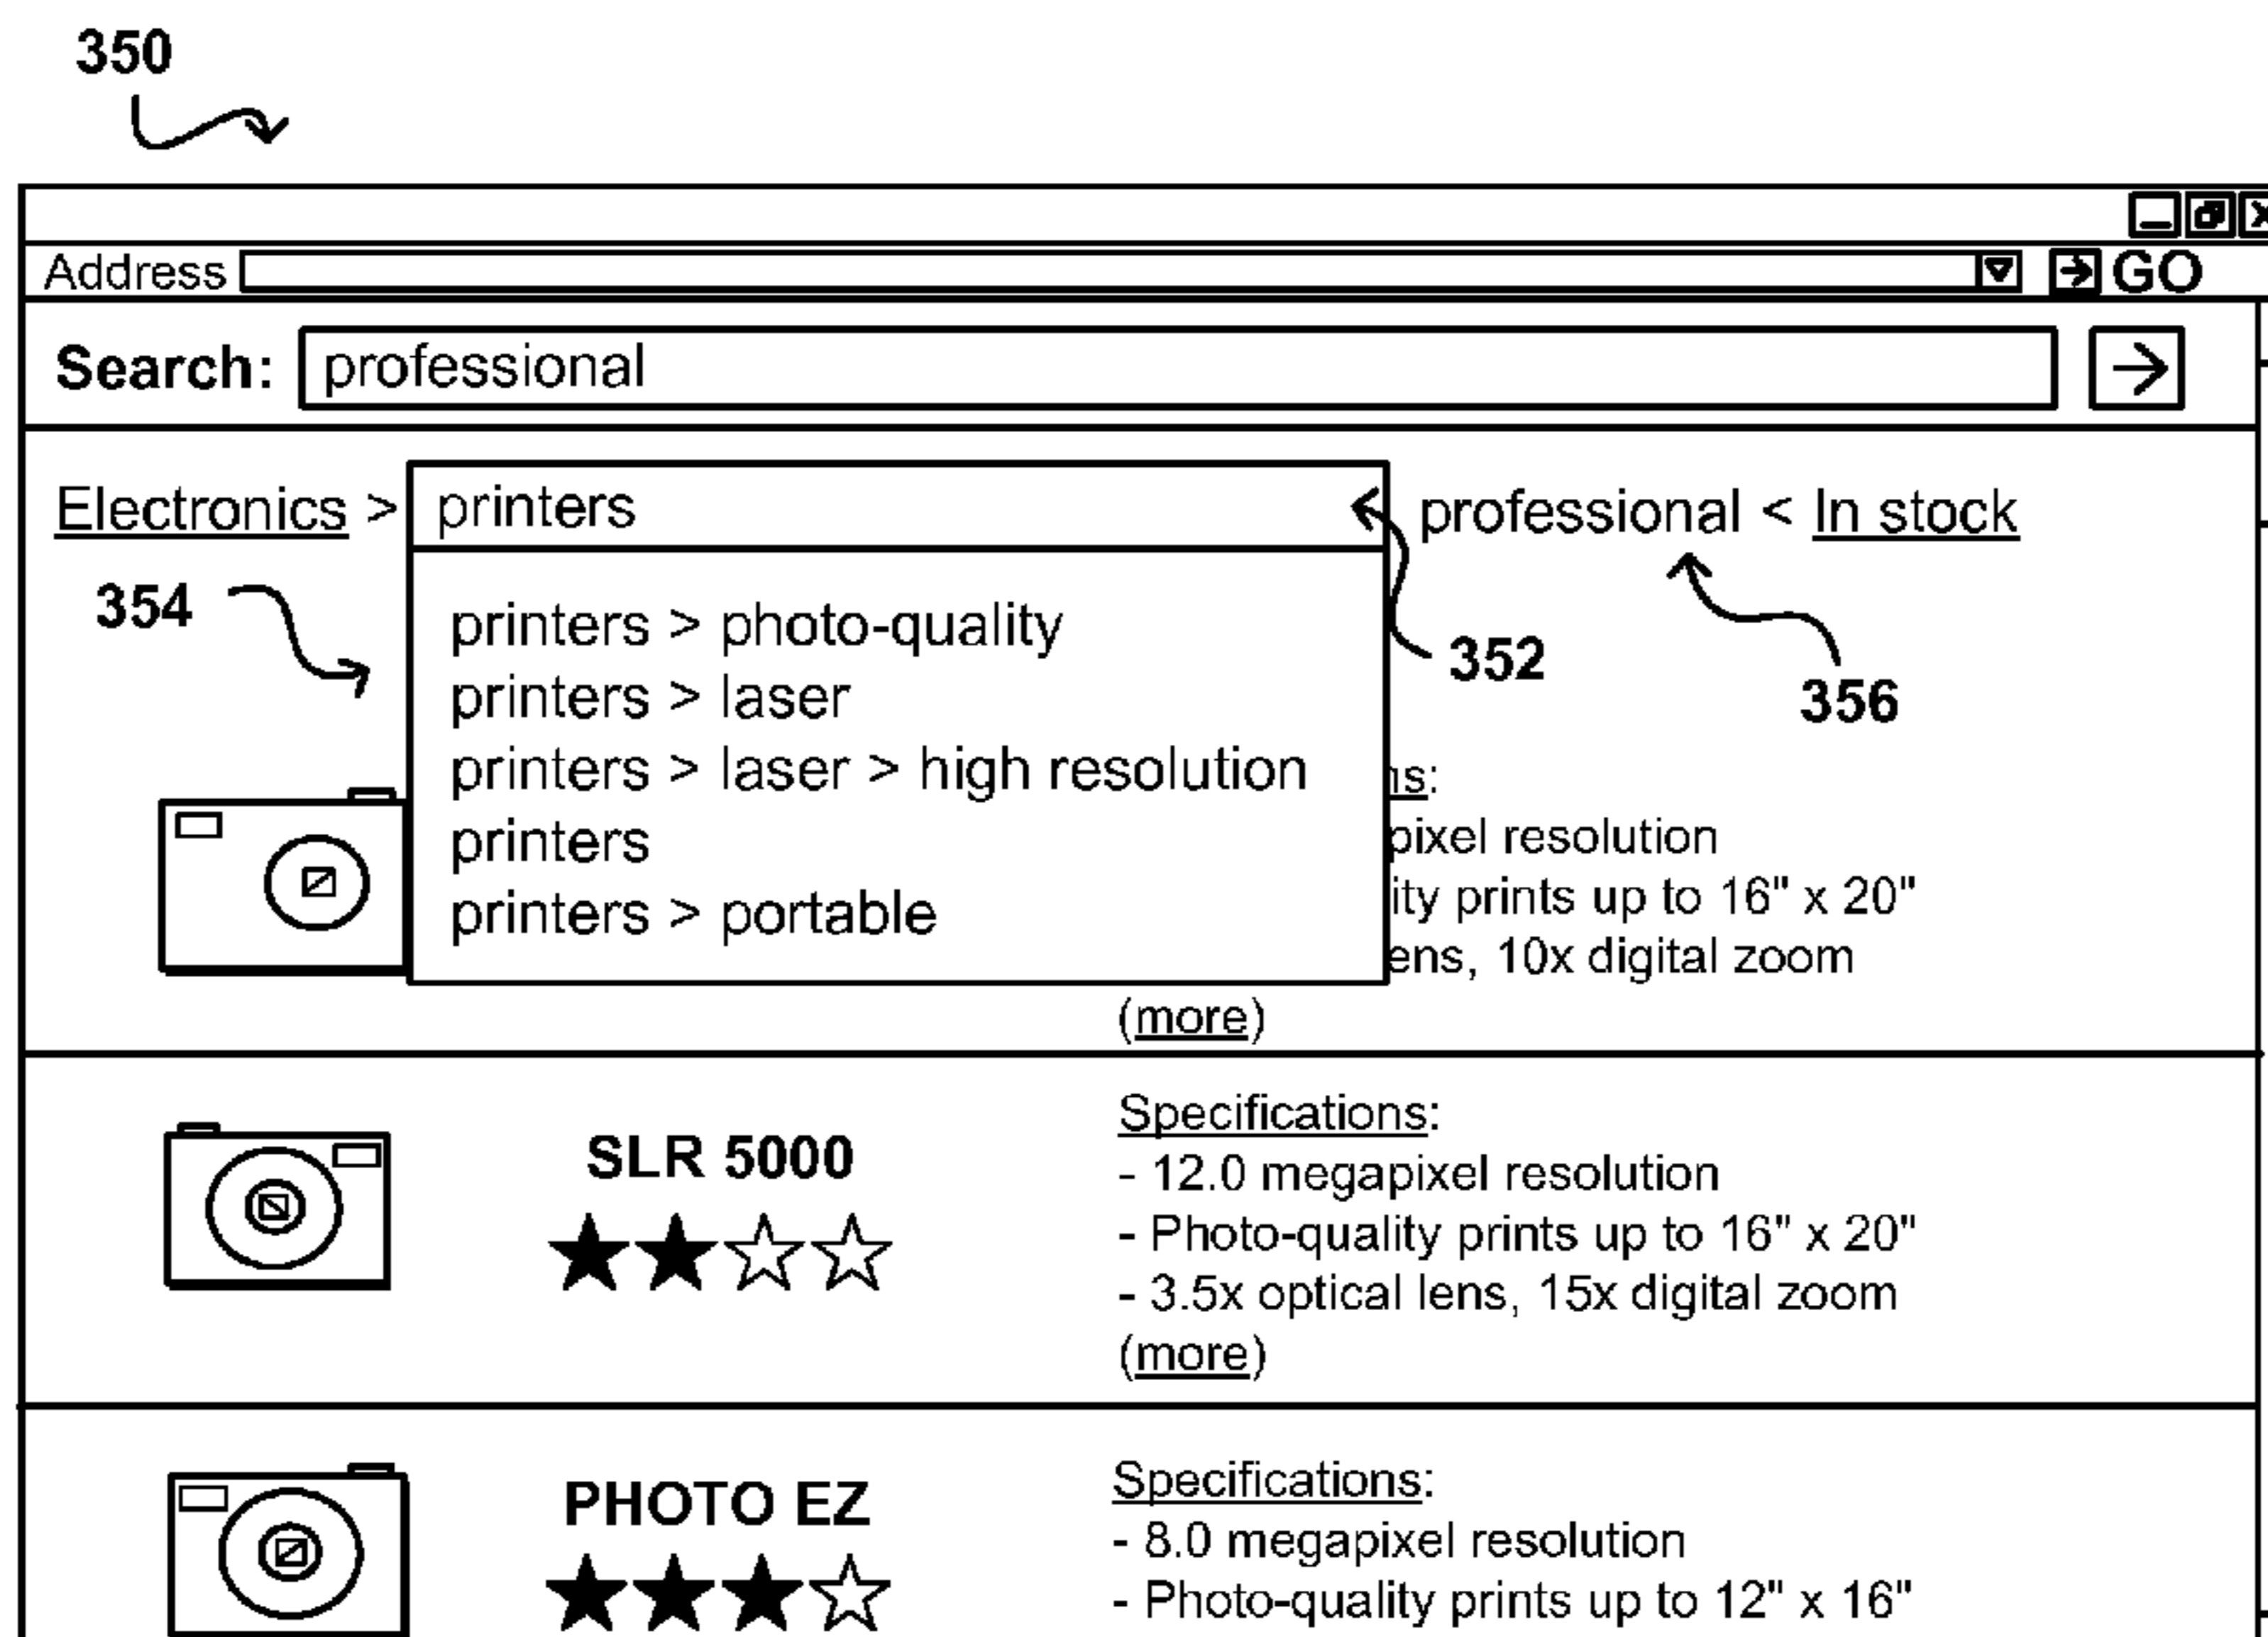 350
Address GO
Search: professional
Electronics > printers professional < In stock
354
352
356
printers > photo-quality
printers > laser
printers > laser > high resolution
printers
printers > portable
pixel resolution
prints up to 16" x 20"
10x digital zoom
(more)
SLR 5000
Specifications:
- 12.0 megapixel resolution
- Photo-quality prints up to 16" x 20"
- 3.5x optical lens, 15x digital zoom
(more)
PHOTO EZ
Specifications:
- 8.0 megapixel resolution
- Photo-quality prints up to 12" x 16"